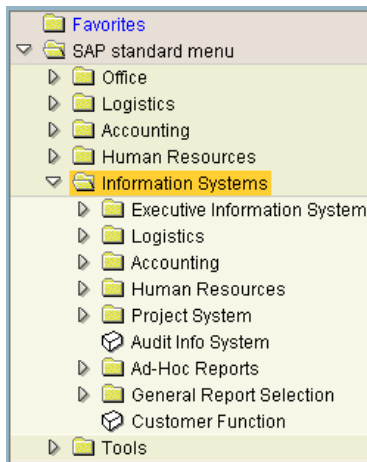 Favorites
SAP standard menu
Office
Logistics
Accounting
Human Resources
Information Systems
Executive Information System
Logistics
Accounting
Human Resources
Project System
Audit Info System
Ad-Hoc Reports
General Report Selection
Customer Function
Tools